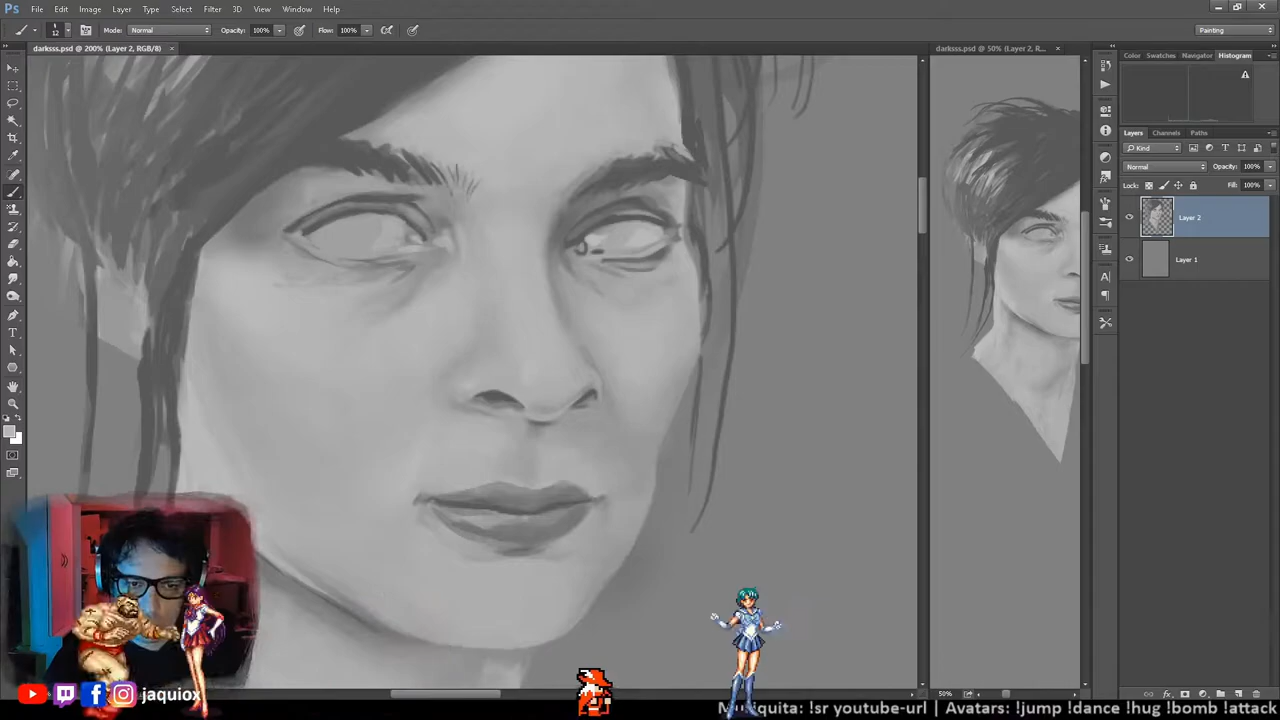 Ps File Edit Image Layer Type Select Filter 3D View Window Help
12 Mode: Normal Opacity: 100% Flow: 100% Painting
darksss.psd @ 200% (Layer 2, RGB/8) × darksss.psd @ 50% (Layer 2, R... ×
Color Swatches Navigator Histogram
Layers Channels Paths
Kind
Normal Opacity: 100%
Lock: Fill: 100%
Layer 2
Layer 1
50%
jaquiox
!sr youtube-url | Avatars: !jump !dance !hug !bomb !attack